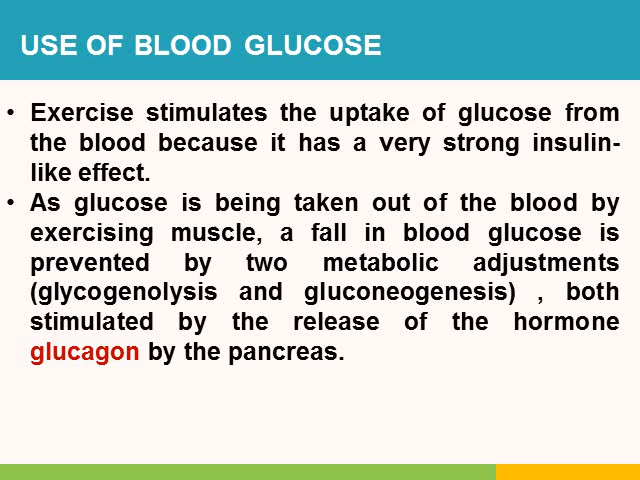 USE OF BLOOD GLUCOSE
• Exercise stimulates the uptake of glucose from
the blood because it has a very strong insulin-
like effect.
• As glucose is being taken out of the blood by
exercising muscle, a fall in blood glucose is
prevented by two metabolic adjustments
(glycogenolysis and gluconeogenesis) , both
stimulated by the release of the hormone
glucagon by the pancreas.